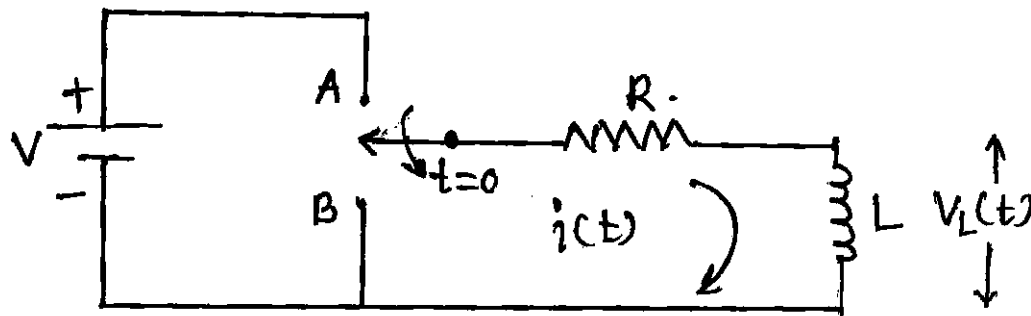 A
R.
+
V
t=0
-
B
i(t)
L
V_L(t)